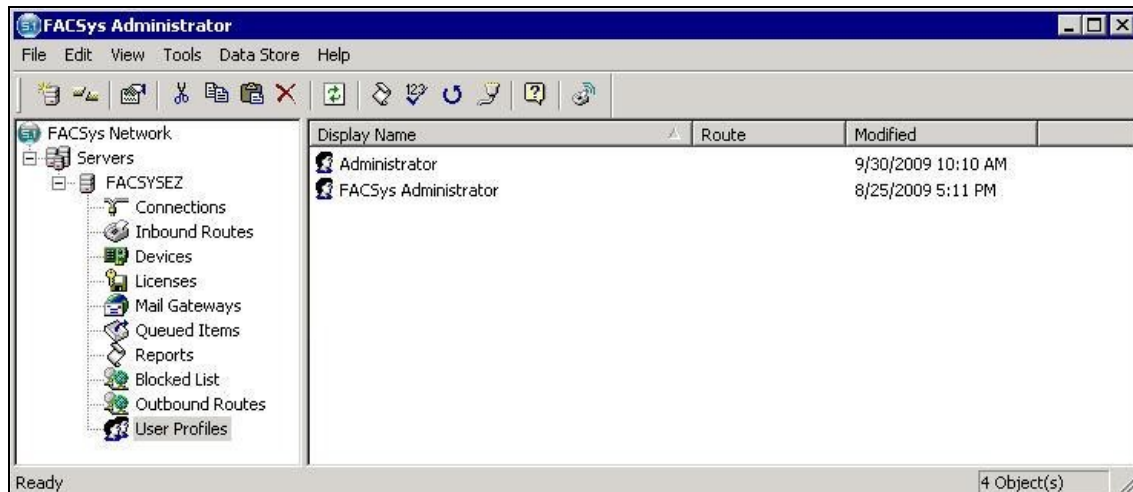 FACSys Administrator
File Edit View Tools Data Store Help
FACSys Network
Servers
FACSYSEZ
Connections
Inbound Routes
Devices
Licenses
Mail Gateways
Queued Items
Reports
Blocked List
Outbound Routes
User Profiles
Display Name Route Modified
Administrator 9/30/2009 10:10 AM
FACSys Administrator 8/25/2009 5:11 PM
Ready 4 Object(s)